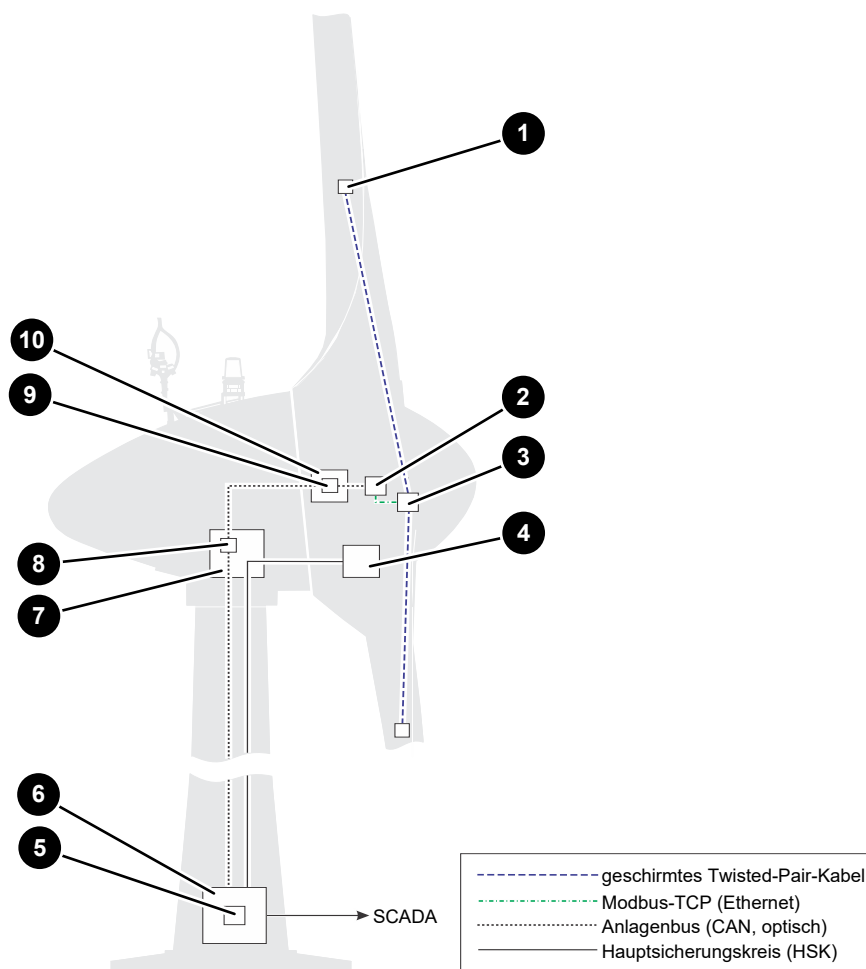 1
10
9
2
3
8
4
7
6
5
SCADA
geschirmtes Twisted-Pair-Kabel
Modbus-TCP (Ethernet)
Anlagenbus (CAN, optisch)
Hauptsicherungskreis (HSK)